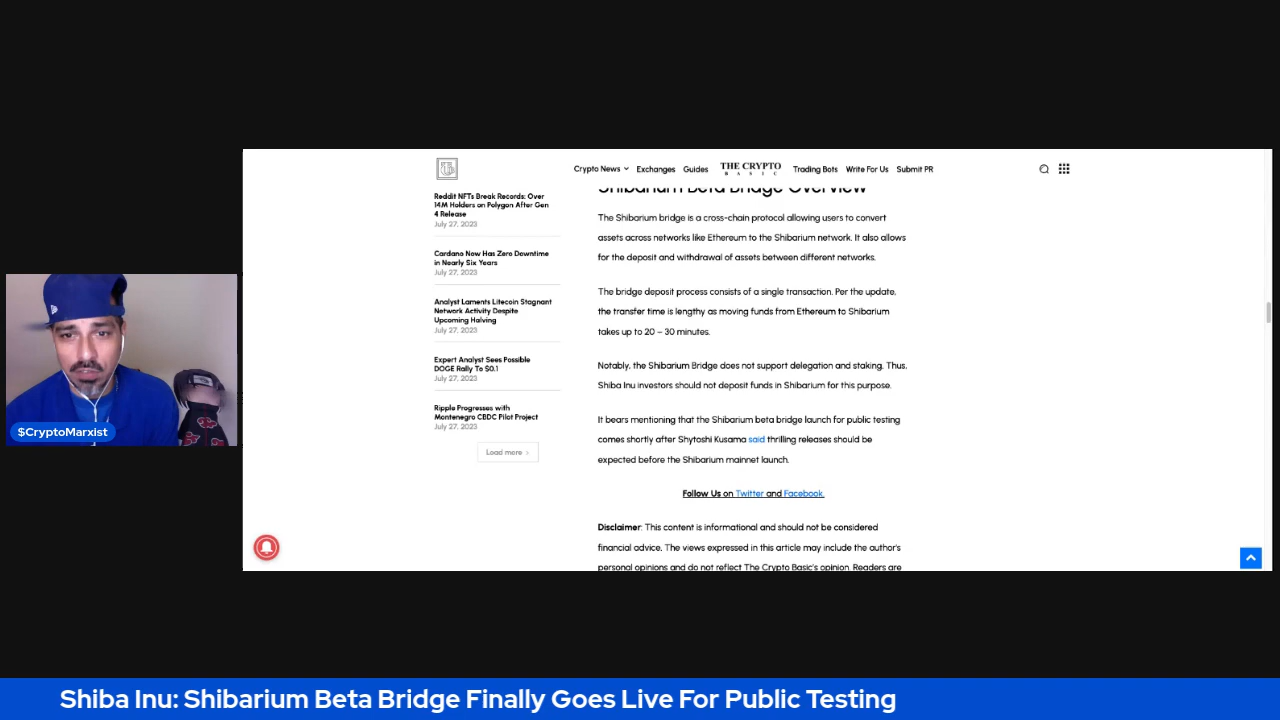 Crypto News
Exchanges
Guides
THE CRYPTO
BASIC
Trading Bots
Write For Us
Submit PR
Reddit NFTs Break Records: Over
14M Holders on Polygon After Gen
4 Release
July 27, 2023
Cardano Now Has Zero Downtime
in Nearly Six Years
July 27, 2023
Analyst Laments Litecoin Stagnant
Network Activity Despite
Upcoming Halving
July 27, 2023
Expert Analyst Sees Possible
DOGE Rally To $0.1
July 27, 2023
Ripple Progresses with
Montenegro CBDC Pilot Project
July 27, 2023
Load more
Shibarium Beta Bridge Overview
The Shibarium bridge is a cross-chain protocol allowing users to convert
assets across networks like Ethereum to the Shibarium network. It also allows
for the deposit and withdrawal of assets between different networks.
The bridge deposit process consists of a single transaction. Per the update,
the transfer time is lengthy as moving funds from Ethereum to Shibarium
takes up to 20 – 30 minutes.
Notably, the Shibarium Bridge does not support delegation and staking. Thus,
Shiba Inu investors should not deposit funds in Shibarium for this purpose.
It bears mentioning that the Shibarium beta bridge launch for public testing
comes shortly after Shytoshi Kusama said thrilling releases should be
expected before the Shibarium mainnet launch.
Follow Us on Twitter and Facebook.
Disclaimer: This content is informational and should not be considered
financial advice. The views expressed in this article may include the author's
personal opinions and do not reflect The Crypto Basic's opinion. Readers are
$CryptoMarxist
Shiba Inu: Shibarium Beta Bridge Finally Goes Live For Public Testing